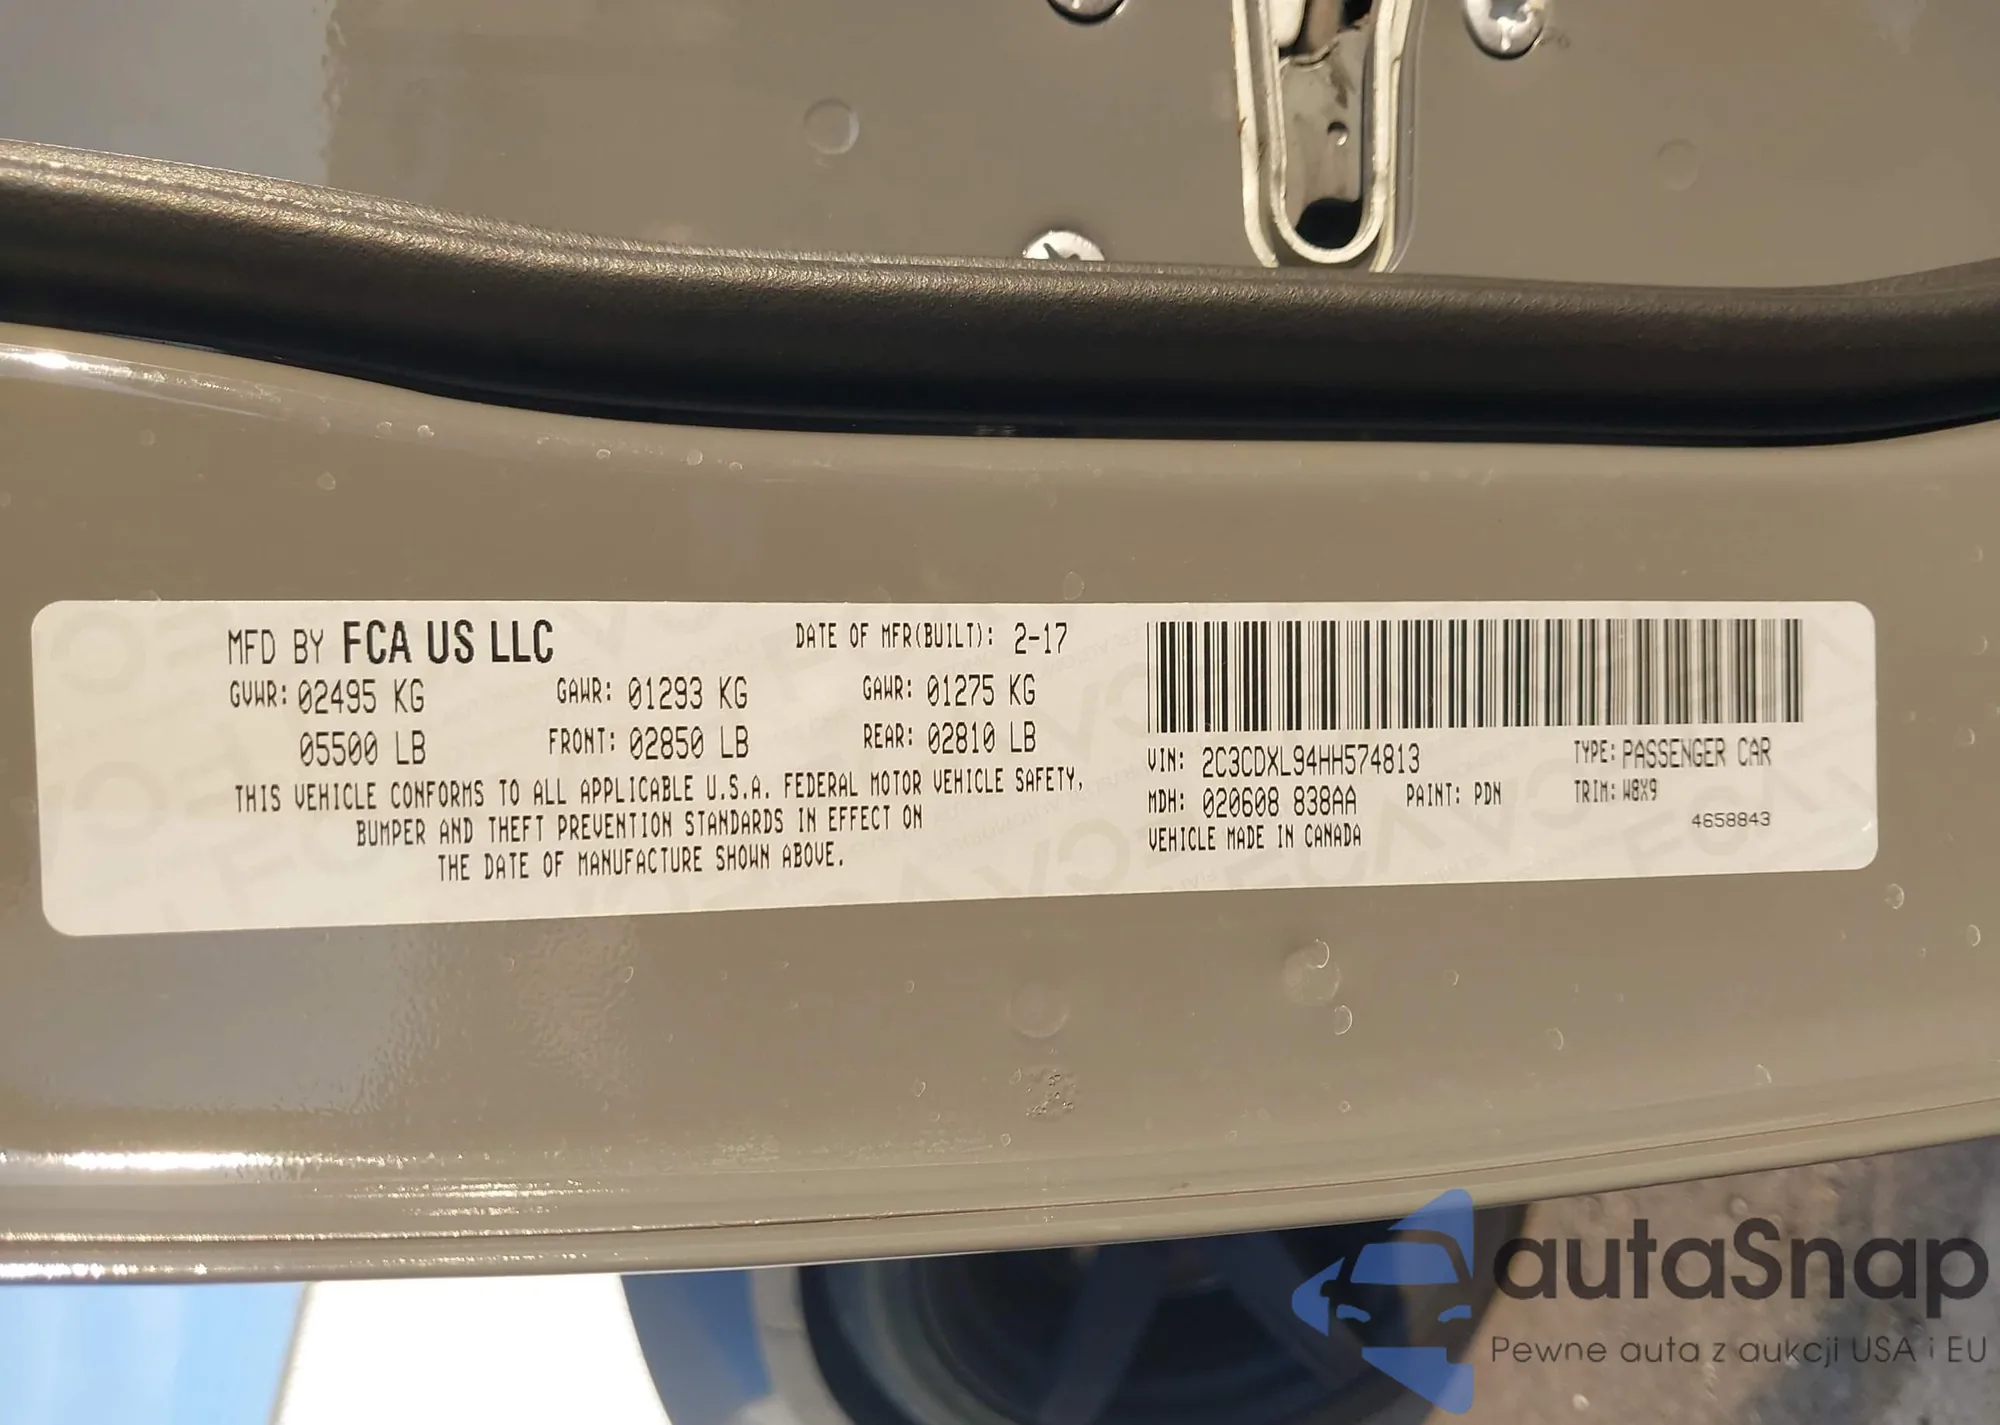 MFD BY FCA US LLC
DATE OF MFR(BUILT): 2-17
GVWR: 02495 KG
GAWR: 01293 KG
GAWR: 01275 KG
05500 LB
FRONT: 02850 LB
REAR: 02810 LB
THIS VEHICLE CONFORMS TO ALL APPLICABLE U.S.A. FEDERAL MOTOR VEHICLE SAFETY,
BUMPER AND THEFT PREVENTION STANDARDS IN EFFECT ON
THE DATE OF MANUFACTURE SHOWN ABOVE.
VIN: 2C3CDXL94HH574813
TYPE: PASSENGER CAR
MDH: 020608 838AA
PAINT: PDN
TRIM: W8X9
VEHICLE MADE IN CANADA
4658843
autaSnap
Pewne auta z aukcji USA i EU